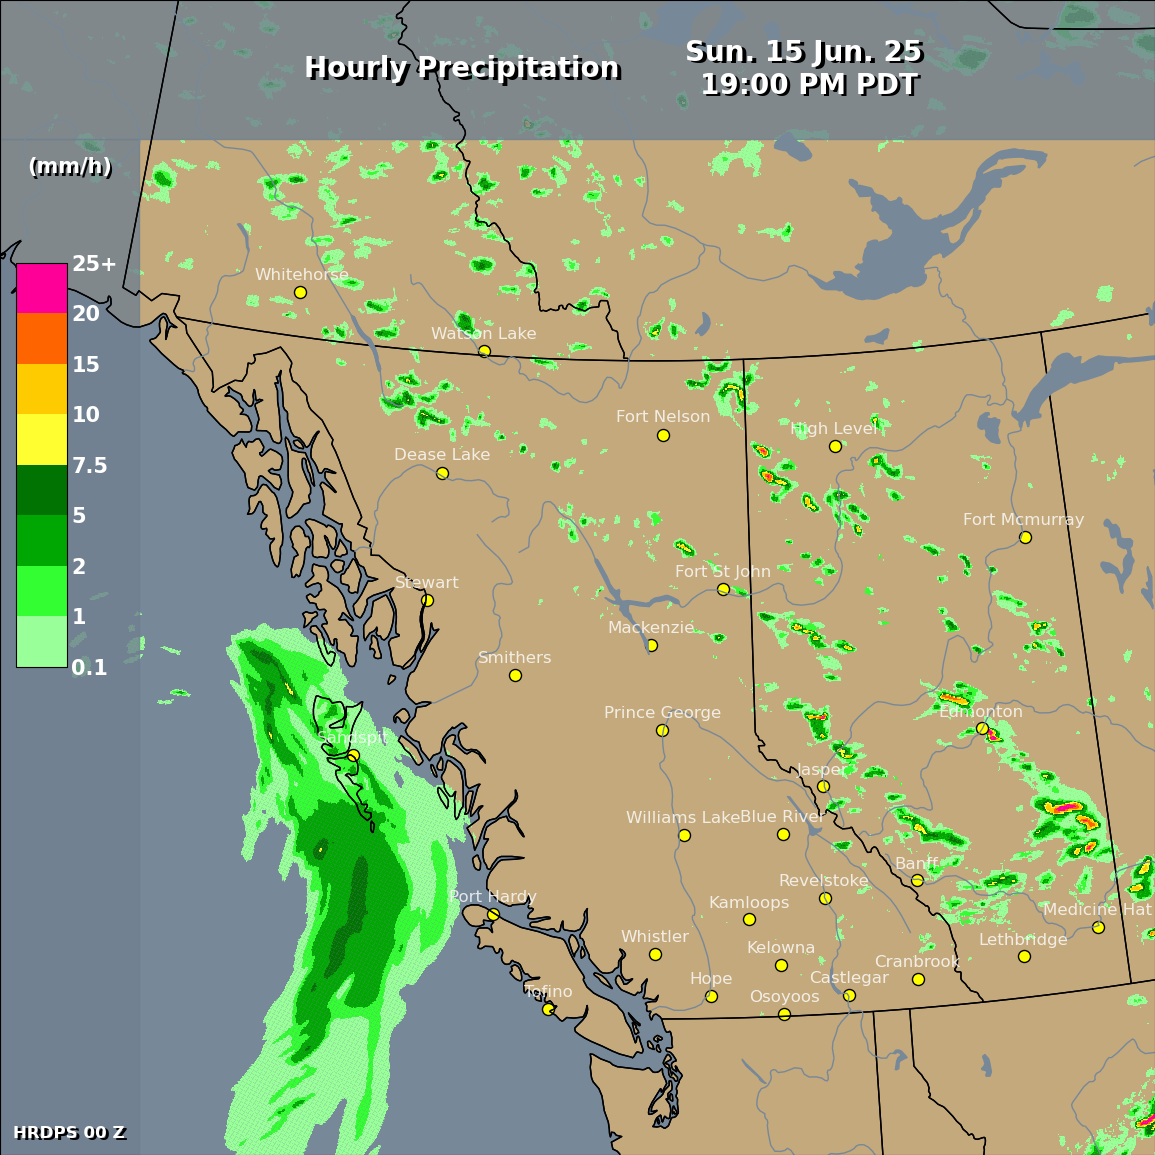 Hourly Precipitation
Sun. 15 Jun. 25
19:00 PM PDT
(mm/h)
25+
20
15
10
7.5
5
2
1
0.1
Whitehorse
Watson Lake
Fort Nelson
High Level
Dease Lake
Fort Mcmurray
Fort St John
Stewart
Mackenzie
Smithers
Prince George
Edmonton
Sandspit
Jasper
Williams Lake
Blue River
Banff
Revelstoke
Port Hardy
Kamloops
Medicine Hat
Whistler
Lethbridge
Kelowna
Cranbrook
Hope
Castlegar
Tofino
Osoyoos
HRDPS 00 Z